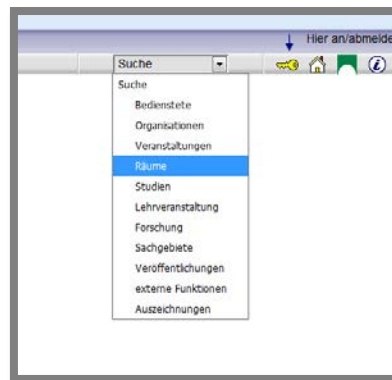 Hier an/abmelde
Suche
Suche
Bedienstete
Organisationen
Veranstaltungen
Räume
Studien
Lehrveranstaltung
Forschung
Sachgebiete
Veröffentlichungen
externe Funktionen
Auszeichnungen